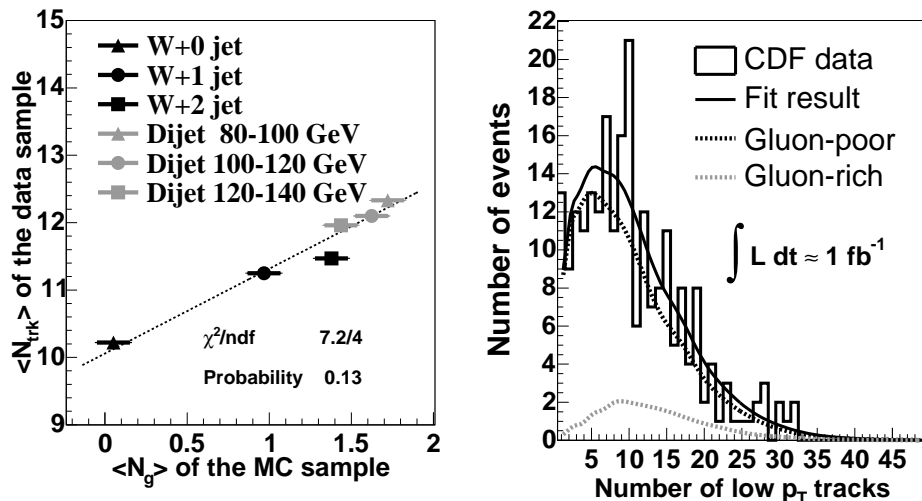 <N_trk> of the data sample
15
14
13
12
11
10
9
W+0 jet
W+1 jet
W+2 jet
Dijet 80-100 GeV
Dijet 100-120 GeV
Dijet 120-140 GeV
χ²/ndf 7.2/4
Probability 0.13
0 0.5 1 1.5 2
<N_g> of the MC sample
Number of events
22
20
18
16
14
12
10
8
6
4
2
0
CDF data
Fit result
Gluon-poor
Gluon-rich
∫ L dt ≈ 1 fb⁻¹
5 10 15 20 25 30 35 40 45
Number of low p_T tracks